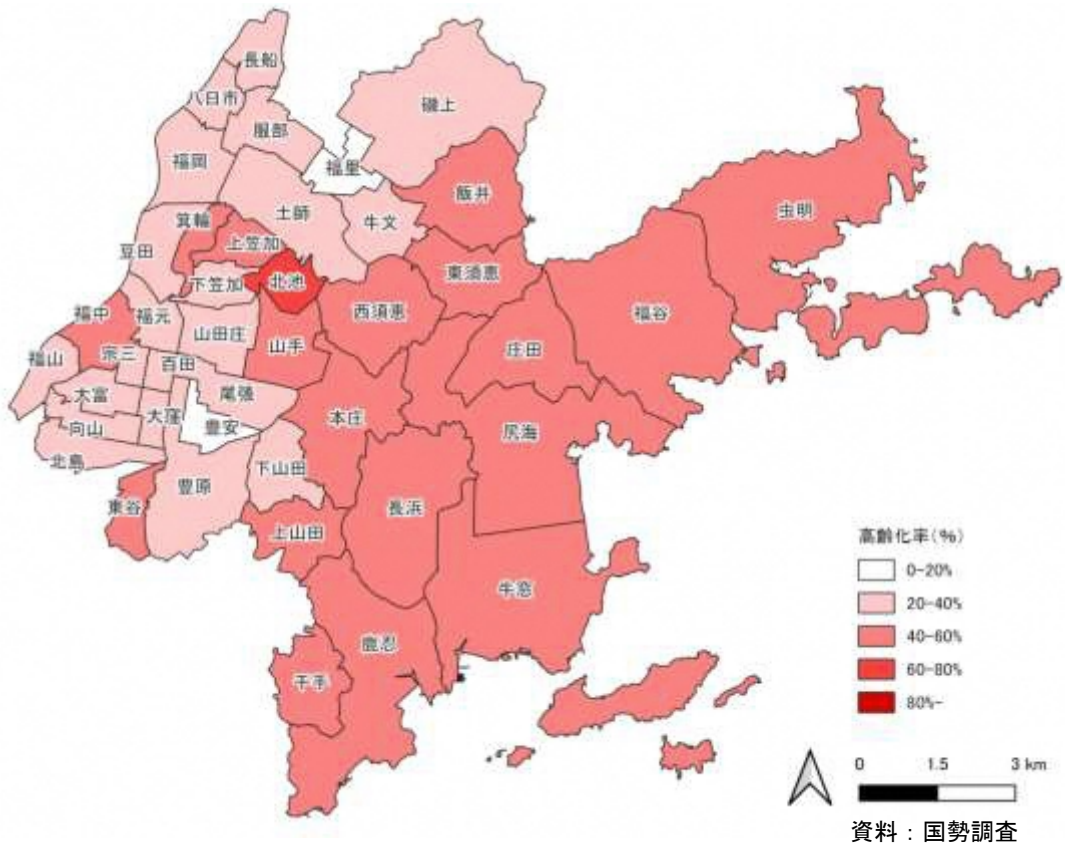 長船
八日市
磯上
服部
福岡
福里
飯井
箕輪
土師
牛文
虫明
上笠加
豆田
東須恵
下笠加
北池
西須恵
福谷
福中
福元
山田庄
山手
庄田
福山
宗三
百田
大富
尾張
本庄
大窪
豊安
向山
尻海
北島
下山田
豊原
東谷
長浜
上山田
牛窓
鹿忍
千手
高齢化率(%)
0-20%
20-40%
40-60%
60-80%
80%-
0 1.5 3 km
資料：国勢調査